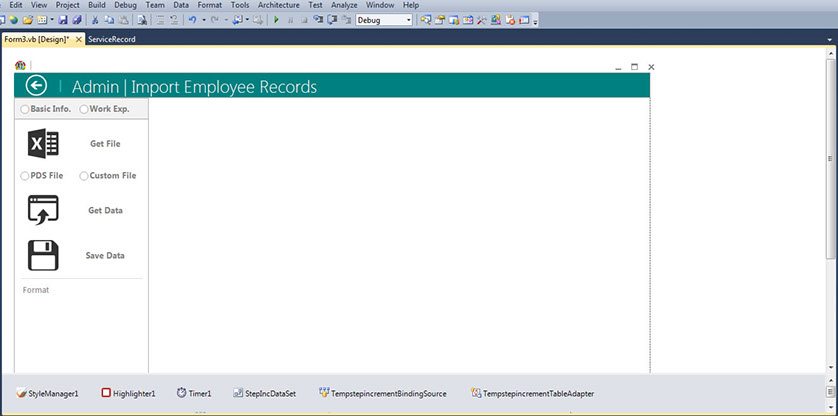 Edit View Project Build Debug Team Data Format Tools Architecture Test Analyze Window Help
Debug
Form3.vb [Design]* ServiceRecord
Admin | Import Employee Records
Basic Info. Work Exp.
Get File
PDS File Custom File
Get Data
Save Data
Format
StyleManager1 Highlighter1 Timer1 StepIncDataSet TempstepincrementBindingSource TempstepincrementTableAdapter